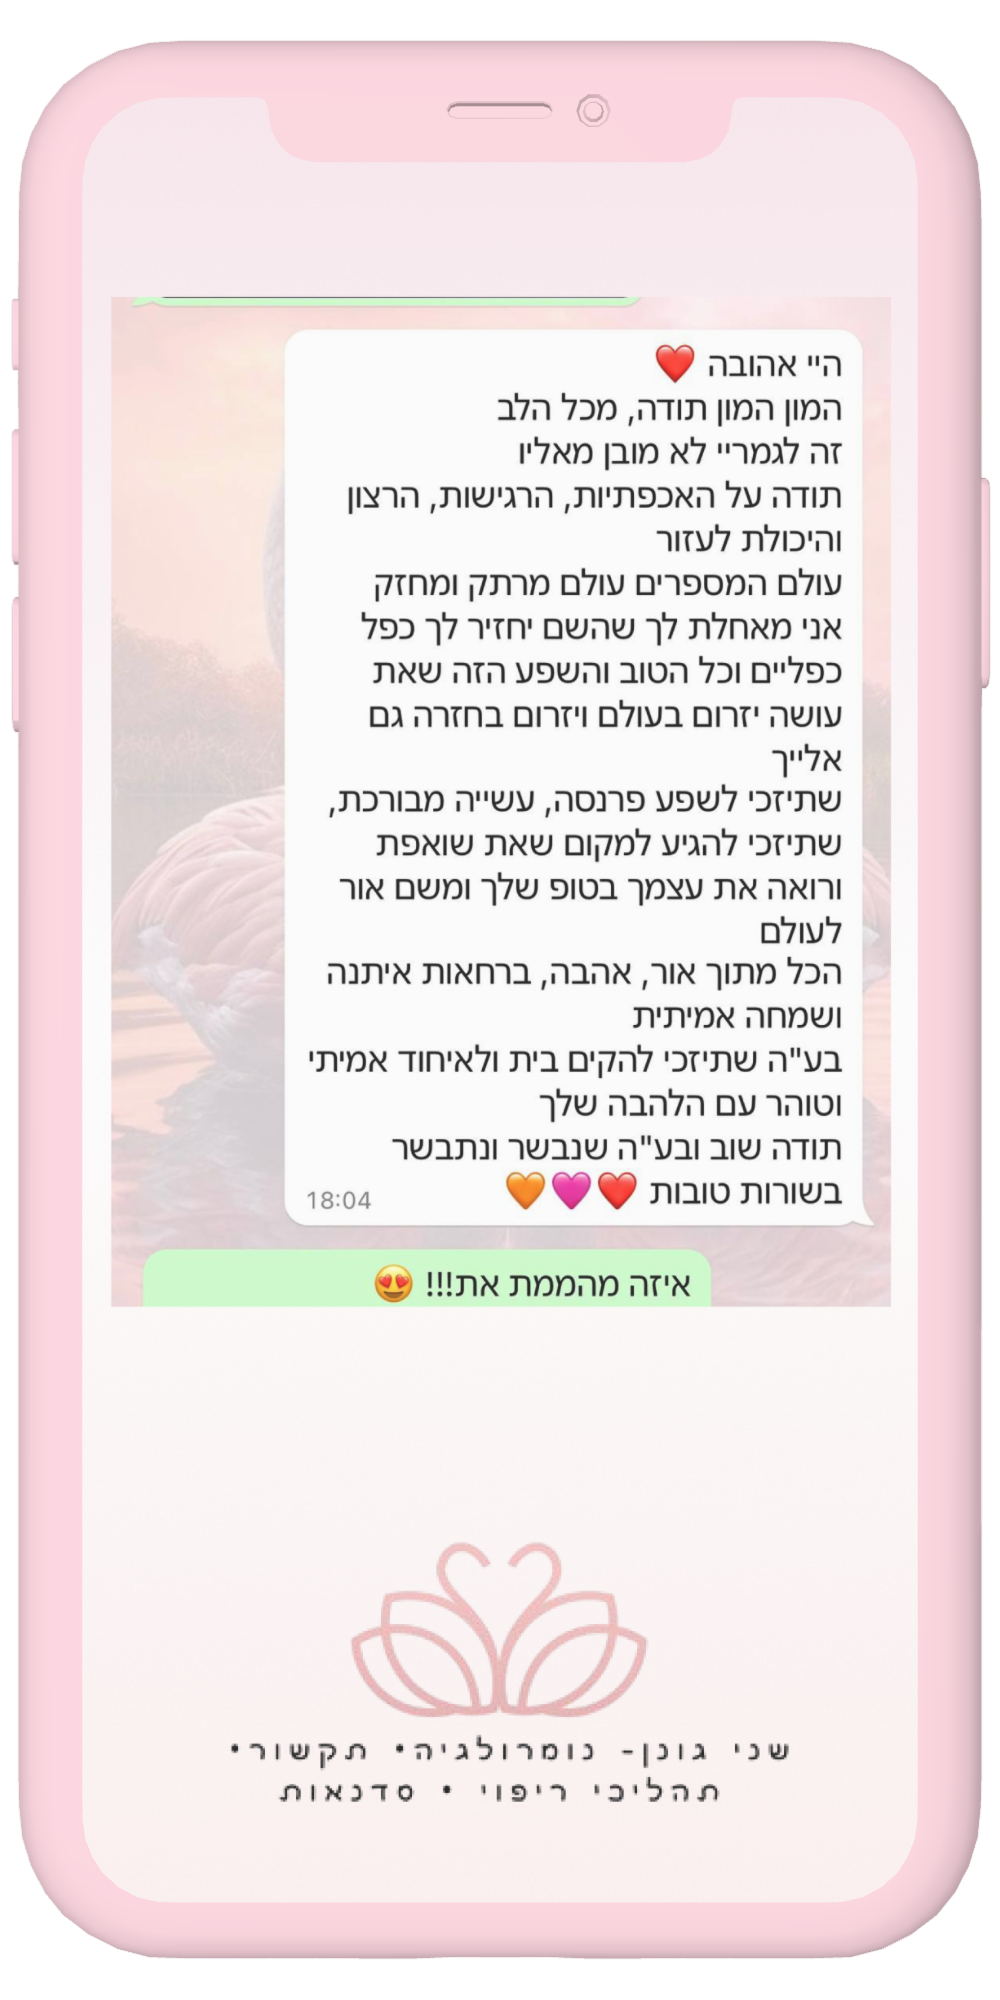 היי אהובה ❤️
המון המון תודה, מכל הלב
זה לגמריי לא מובן מאליו
תודה על האכפתיות, הרגישות, הרצון
והיכולת לעזור
עולם המספרים עולם מרתק ומחזק
אני מאחלת לך שהשם יחזיר לך כפל
כפליים וכל הטוב והשפע הזה שאת
עושה יזרום בעולם ויזרום בחזרה גם
אלייך
שתיזכי לשפע פרנסה, עשייה מבורכת,
שתיזכי להגיע למקום שאת שואפת
ורואה את עצמך בטופ שלך ומשם אור
לעולם
הכל מתוך אור, אהבה, ברחאות איתנה
ושמחה אמיתית
בע"ה שתיזכי להקים בית ולאיחוד אמיתי
וטוהר עם הלהבה שלך
תודה שוב ובע"ה שנבשר ונתבשר
בשורות טובות ❤️🩷🧡
18:04
איזה מהממת את!!! 😍
שני גונן- נומרולגיה• תקשור•
תהליכי ריפוי • סדנאות